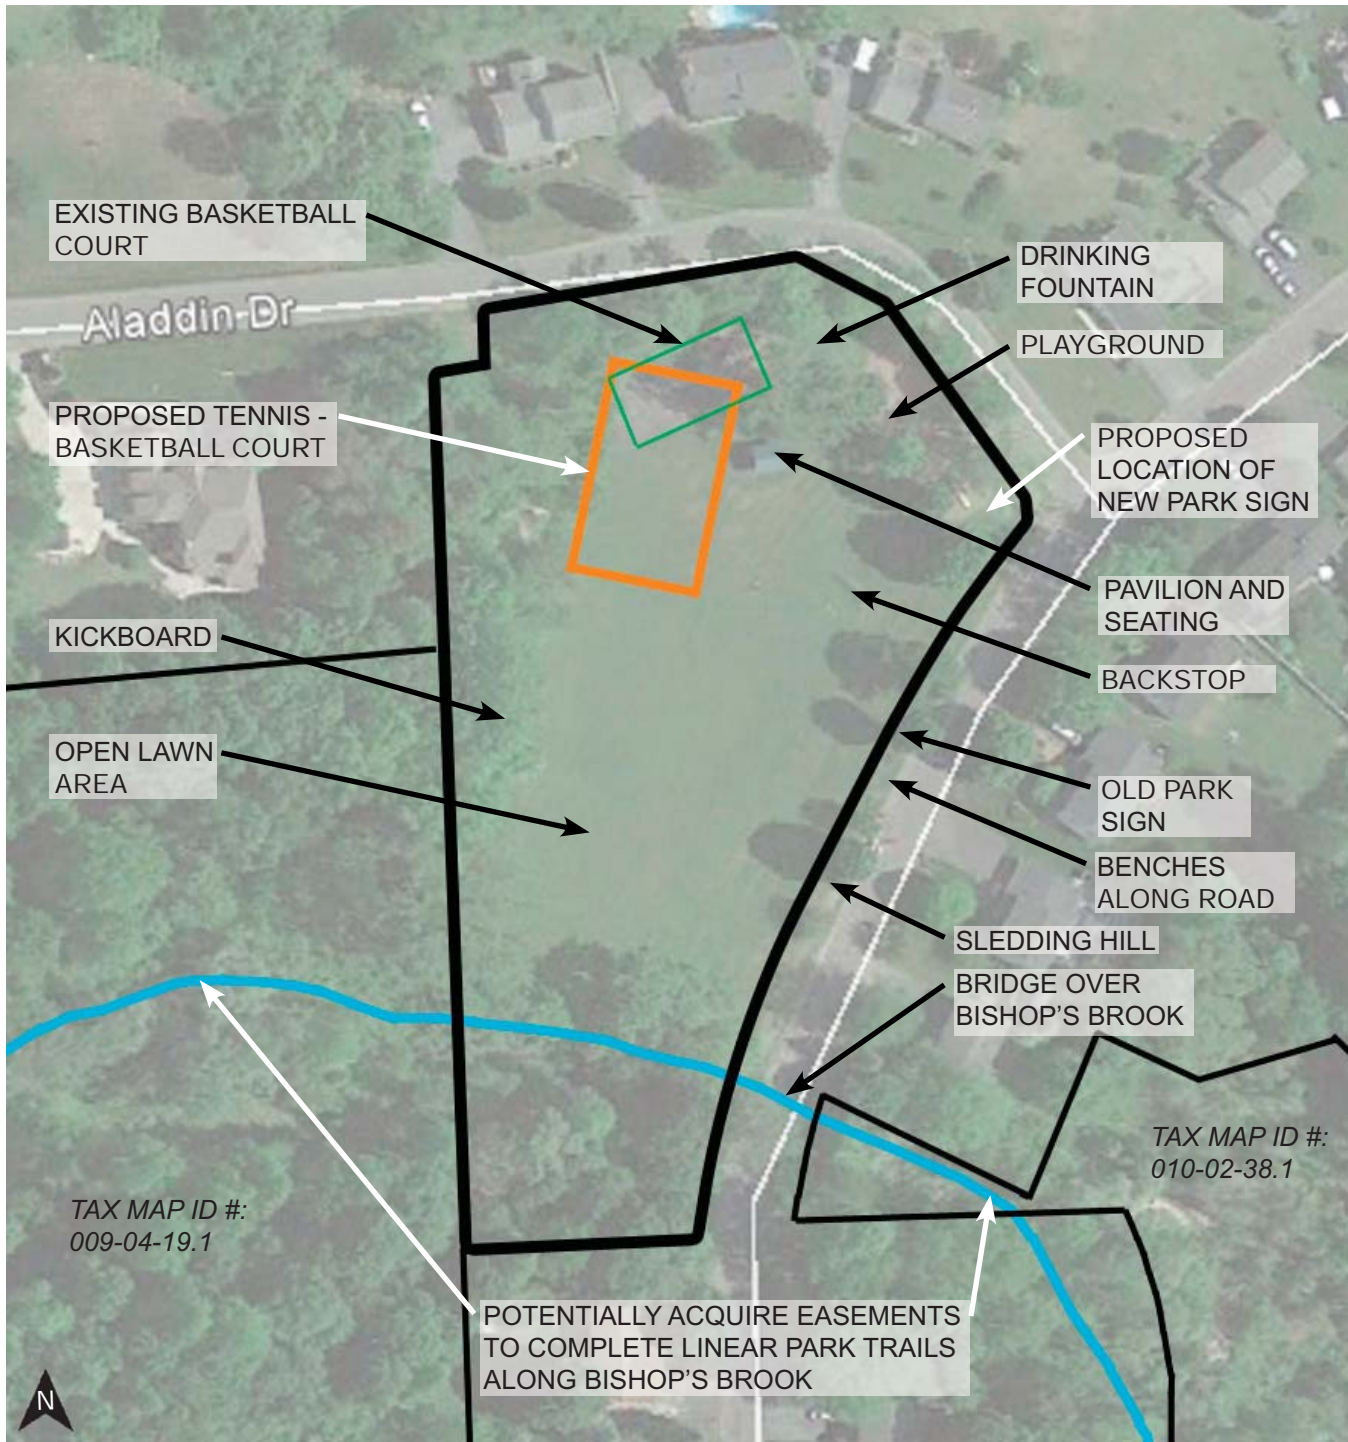 EXISTING BASKETBALL
COURT
DRINKING
FOUNTAIN
Aladdin Dr
PLAYGROUND
PROPOSED TENNIS -
BASKETBALL COURT
PROPOSED
LOCATION OF
NEW PARK SIGN
PAVILION AND
SEATING
KICKBOARD
BACKSTOP
OPEN LAWN
AREA
OLD PARK
SIGN
BENCHES
ALONG ROAD
SLEDDING HILL
BRIDGE OVER
BISHOP'S BROOK
TAX MAP ID #:
010-02-38.1
TAX MAP ID #:
009-04-19.1
POTENTIALLY ACQUIRE EASEMENTS
TO COMPLETE LINEAR PARK TRAILS
ALONG BISHOP'S BROOK
N